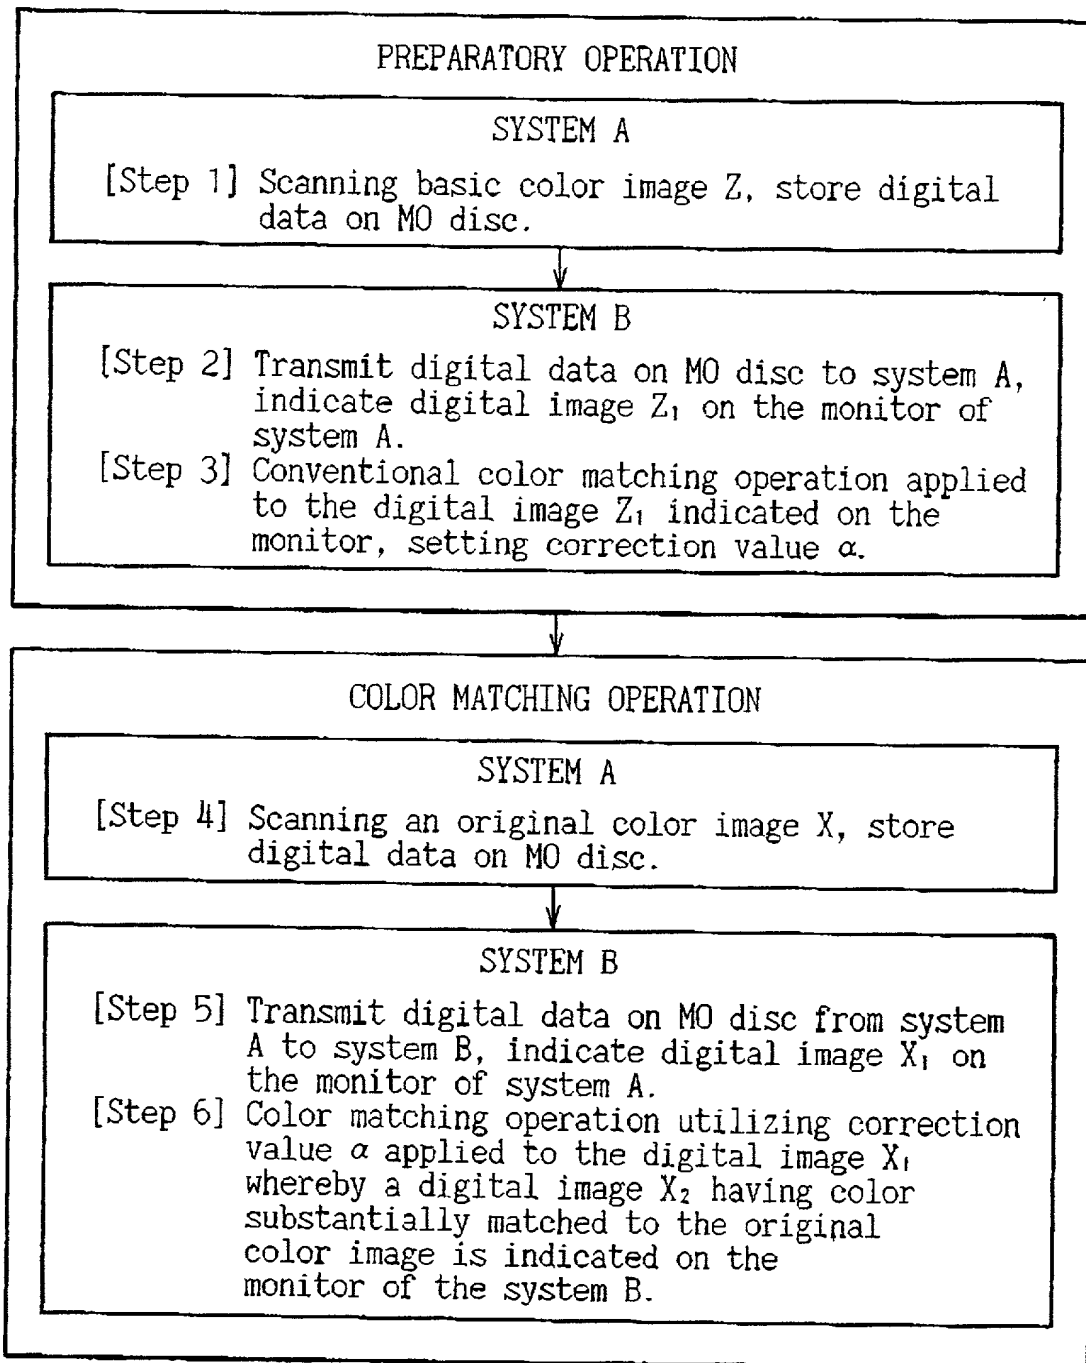 PREPARATORY OPERATION
SYSTEM A
[Step 1] Scanning basic color image Z, store digital
data on MO disc.
SYSTEM B
[Step 2] Transmit digital data on MO disc to system A,
indicate digital image Z₁ on the monitor of
system A.
[Step 3] Conventional color matching operation applied
to the digital image Z₁ indicated on the
monitor, setting correction value α.
COLOR MATCHING OPERATION
SYSTEM A
[Step 4] Scanning an original color image X, store
digital data on MO disc.
SYSTEM B
[Step 5] Transmit digital data on MO disc from system
A to system B, indicate digital image X₁ on
the monitor of system A.
[Step 6] Color matching operation utilizing correction
value α applied to the digital image X₁
whereby a digital image X₂ having color
substantially matched to the original
color image is indicated on the
monitor of the system B.